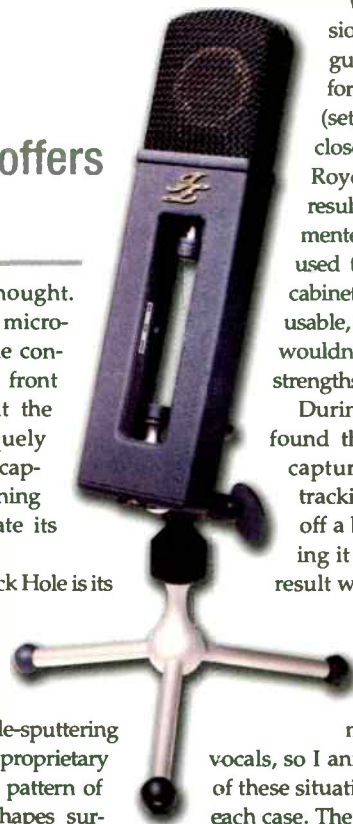 offers
hought.
micro-
e con-
front
t the
quely
cap-
ning
ate its
ck Hole is its
le-sputtering
proprietary
pattern of
hapes sur-
sio
gu
for
(set
close
Roye
resul
mente
used t
cabinet
usable,
wouldn
strengths
Durin
found th
captur
tracki
off a l
ing it
result w
vocals, so I an
of these situati
each case. The